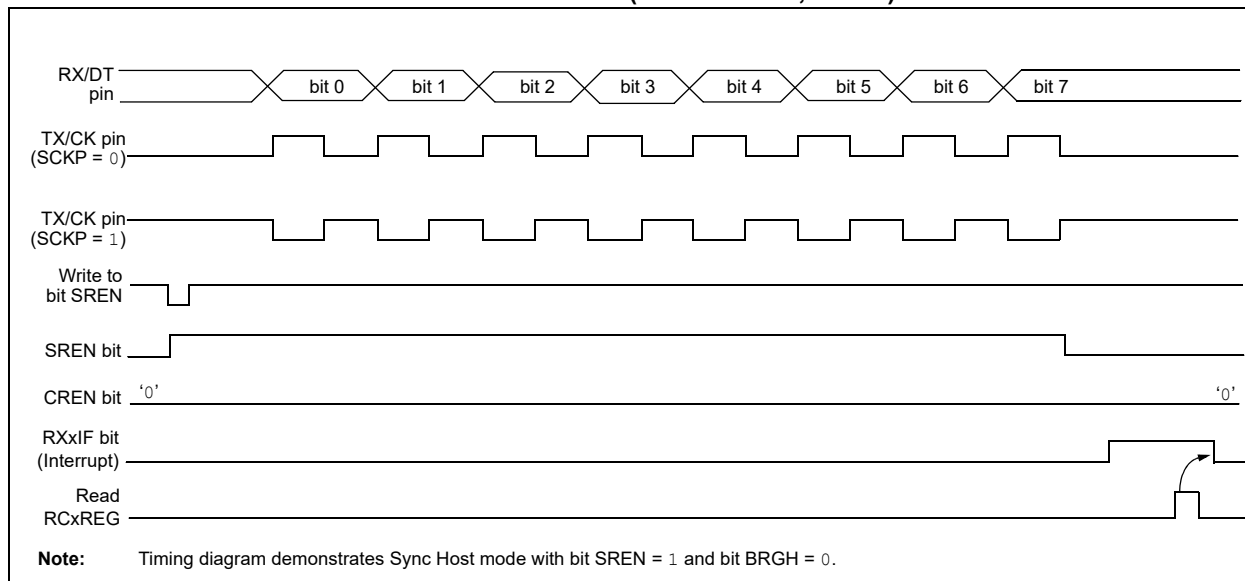 RX/DT
pin
bit 0 bit 1 bit 2 bit 3 bit 4 bit 5 bit 6 bit 7
TX/CK pin
(SCKP = 0)
TX/CK pin
(SCKP = 1)
Write to
bit SREN
SREN bit
CREN bit ‘0’ ‘0’
RXxIF bit
(Interrupt)
Read
RCxREG
Note: Timing diagram demonstrates Sync Host mode with bit SREN = 1 and bit BRGH = 0.